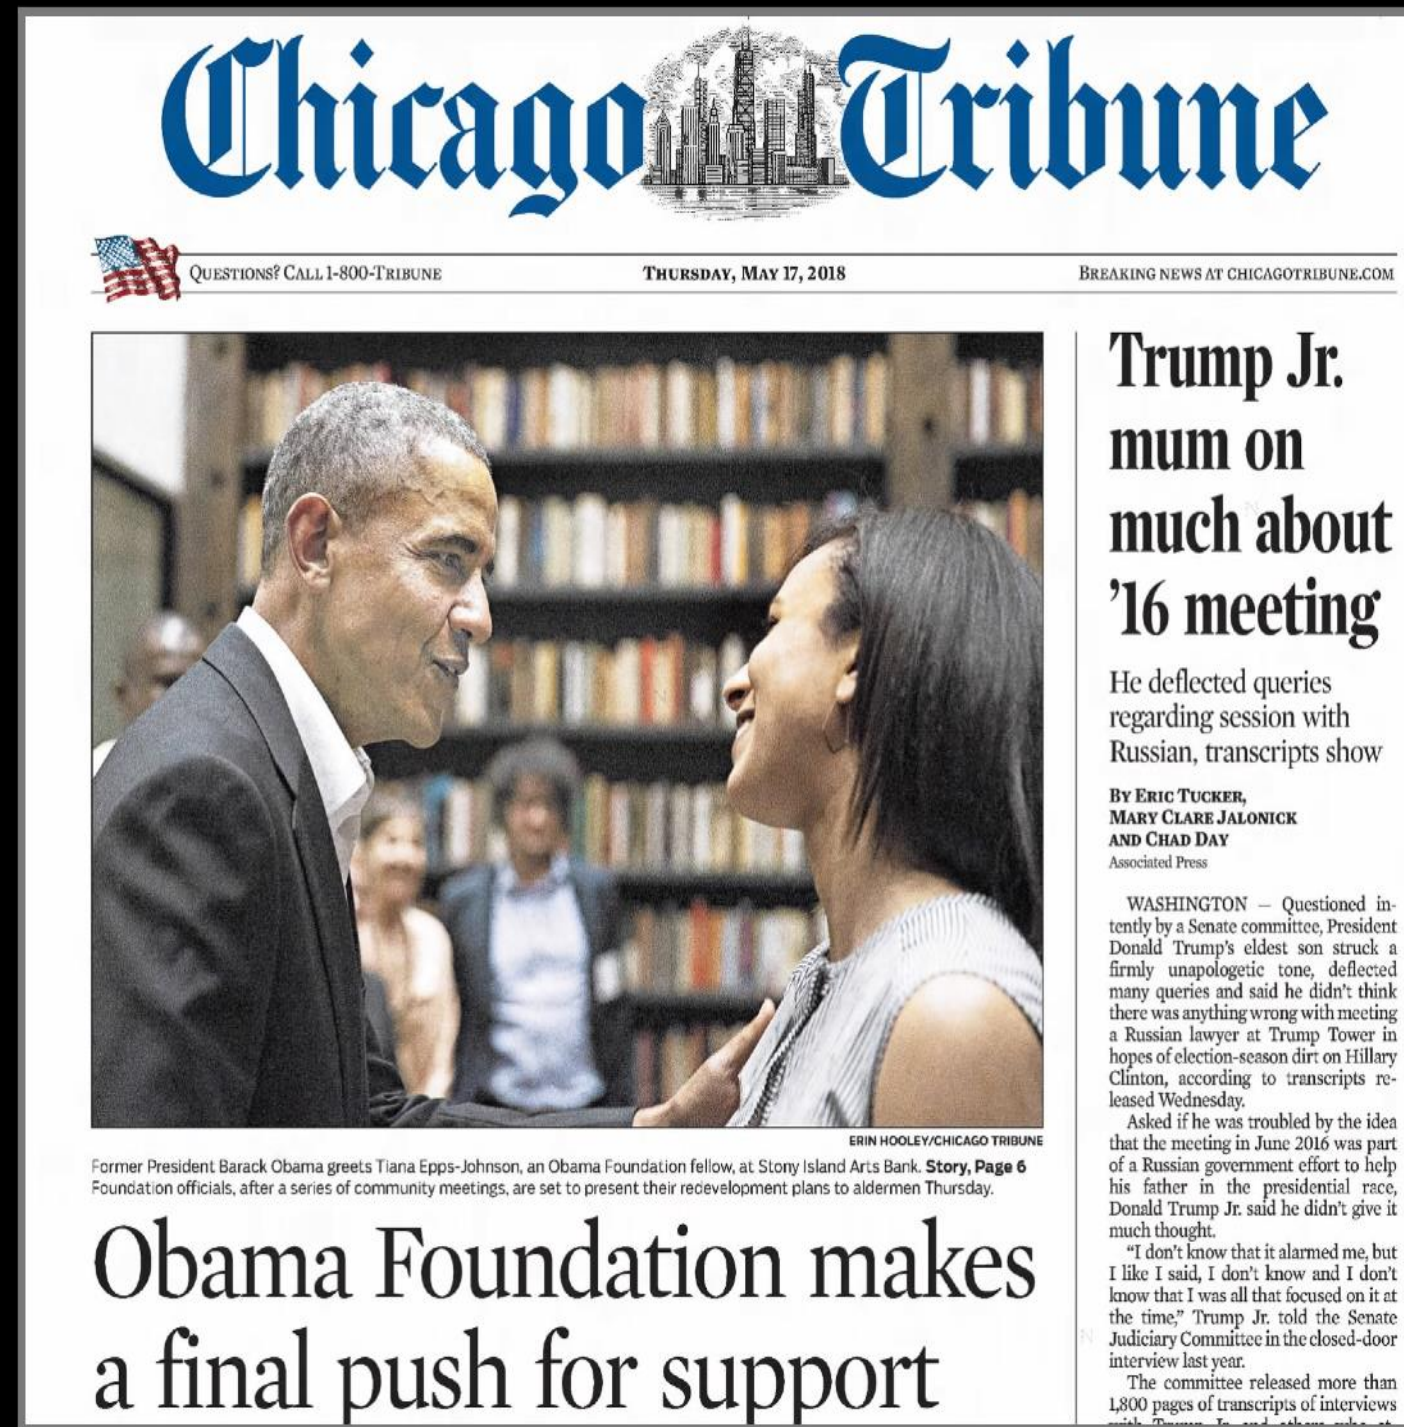 Chicago Tribune
QUESTIONS? CALL 1-800-TRIBUNE
THURSDAY, MAY 17, 2018
BREAKING NEWS AT CHICAGOTRIBUNE.COM
ERIN HOOLEY/CHICAGO TRIBUNE
Former President Barack Obama greets Tiana Epps-Johnson, an Obama Foundation fellow, at Stony Island Arts Bank. Story, Page 6
Foundation officials, after a series of community meetings, are set to present their redevelopment plans to aldermen Thursday.
Obama Foundation makes
a final push for support
Trump Jr.
mum on
much about
’16 meeting
He deflected queries
regarding session with
Russian, transcripts show
BY ERIC TUCKER,
MARY CLARE JALONICK
AND CHAD DAY
Associated Press
WASHINGTON — Questioned in-
tently by a Senate committee, President
Donald Trump’s eldest son struck a
firmly unapologetic tone, deflected
many queries and said he didn’t think
there was anything wrong with meeting
a Russian lawyer at Trump Tower in
hopes of election-season dirt on Hillary
Clinton, according to transcripts re-
leased Wednesday.
Asked if he was troubled by the idea
that the meeting in June 2016 was part
of a Russian government effort to help
his father in the presidential race,
Donald Trump Jr. said he didn’t give it
much thought.
“I don’t know that it alarmed me, but
I like I said, I don’t know and I don’t
know that I was all that focused on it at
the time,” Trump Jr. told the Senate
Judiciary Committee in the closed-door
interview last year.
The committee released more than
1,800 pages of transcripts of interviews